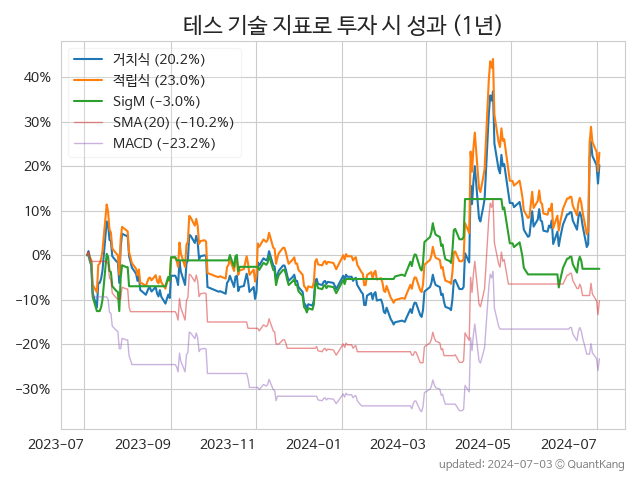 테스 기술 지표로 투자 시 성과 (1년)
거치식 (20.2%)
적립식 (23.0%)
SigM (−3.0%)
SMA(20) (−10.2%)
MACD (−23.2%)
40%
30%
20%
10%
0%
−10%
−20%
−30%
2023-07 2023-09 2023-11 2024-01 2024-03 2024-05 2024-07
updated: 2024-07-03 © QuantKang